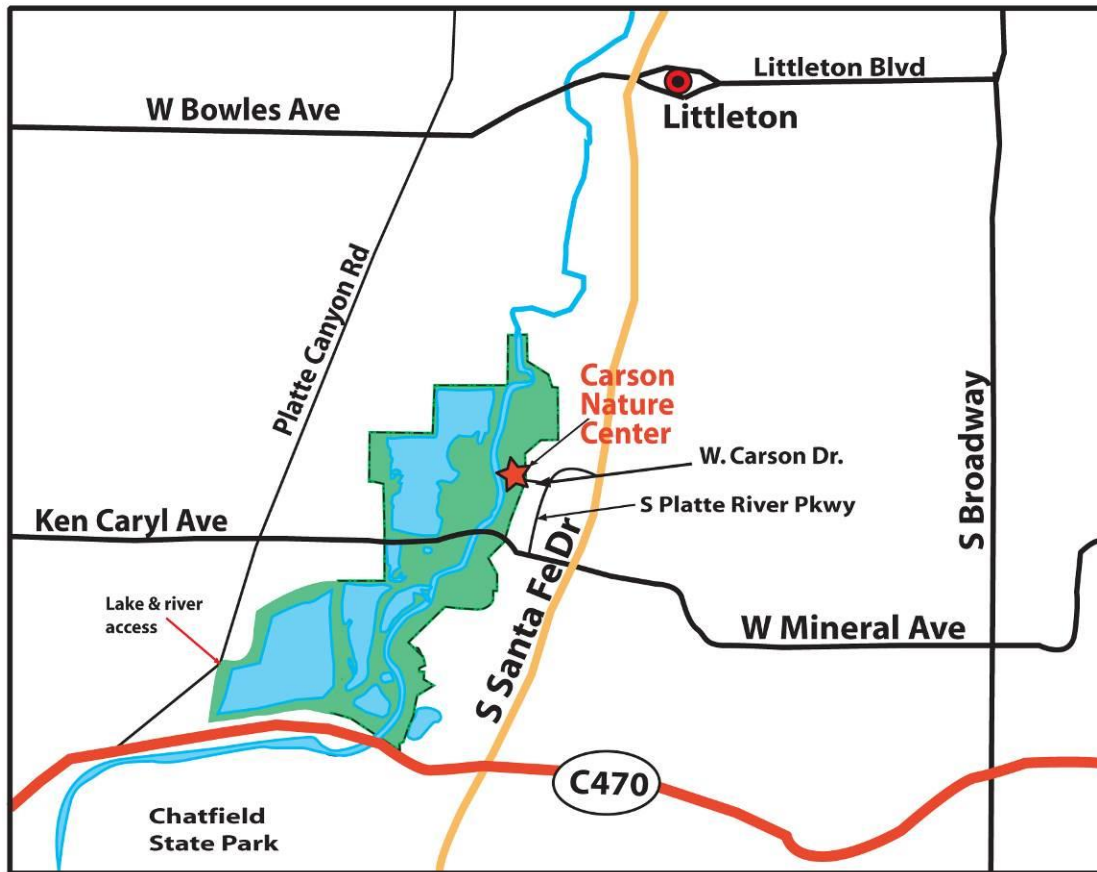 Littleton Blvd
W Bowles Ave
Littleton
Platte Canyon Rd
Carson
Nature
Center
W. Carson Dr.
S Platte River Pkwy
S Broadway
Ken Caryl Ave
S Santa Fe Dr
Lake & river
access
W Mineral Ave
C470
Chatfield
State Park